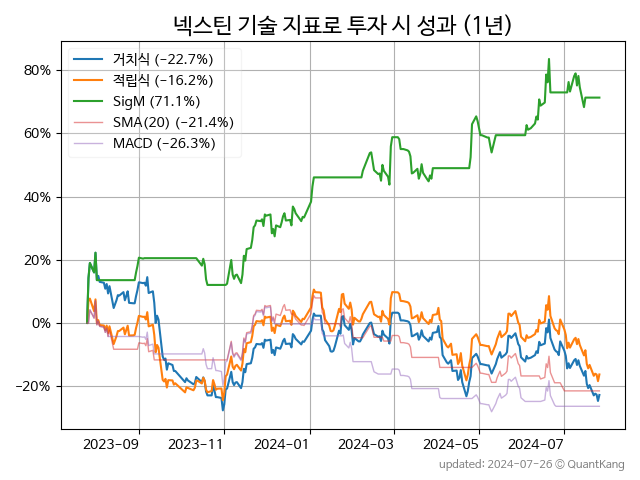 넥스틴 기술 지표로 투자 시 성과 (1년)
거치식 (−22.7%)
적립식 (−16.2%)
SigM (71.1%)
SMA(20) (−21.4%)
MACD (−26.3%)
80%
60%
40%
20%
0%
−20%
2023-09
2023-11
2024-01
2024-03
2024-05
2024-07
updated: 2024-07-26 © QuantKang